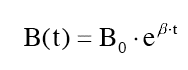 B(t) = B₀ · e^{β·t}